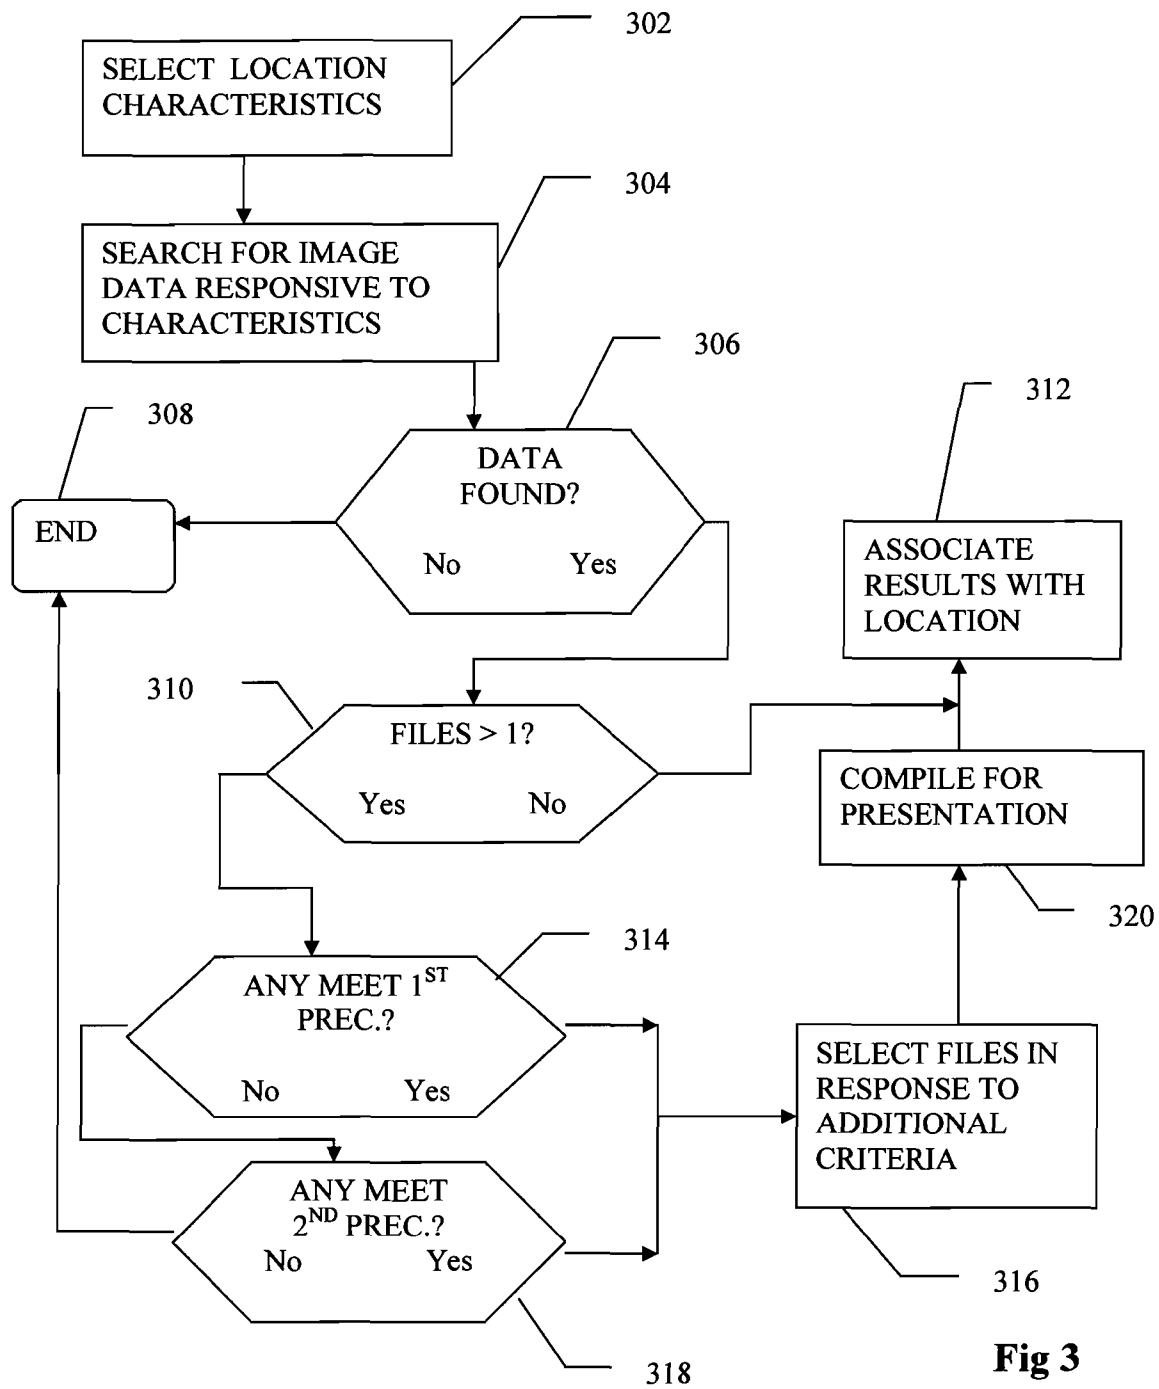 302
SELECT LOCATION
CHARACTERISTICS
304
SEARCH FOR IMAGE
DATA RESPONSIVE TO
CHARACTERISTICS
306
308
312
DATA
FOUND?
No Yes
END
ASSOCIATE
RESULTS WITH
LOCATION
310
FILES > 1?
Yes No
COMPILE FOR
PRESENTATION
320
314
ANY MEET 1ST
PREC.?
No Yes
SELECT FILES IN
RESPONSE TO
ADDITIONAL
CRITERIA
ANY MEET
2ND PREC.?
No Yes
316
318
Fig 3